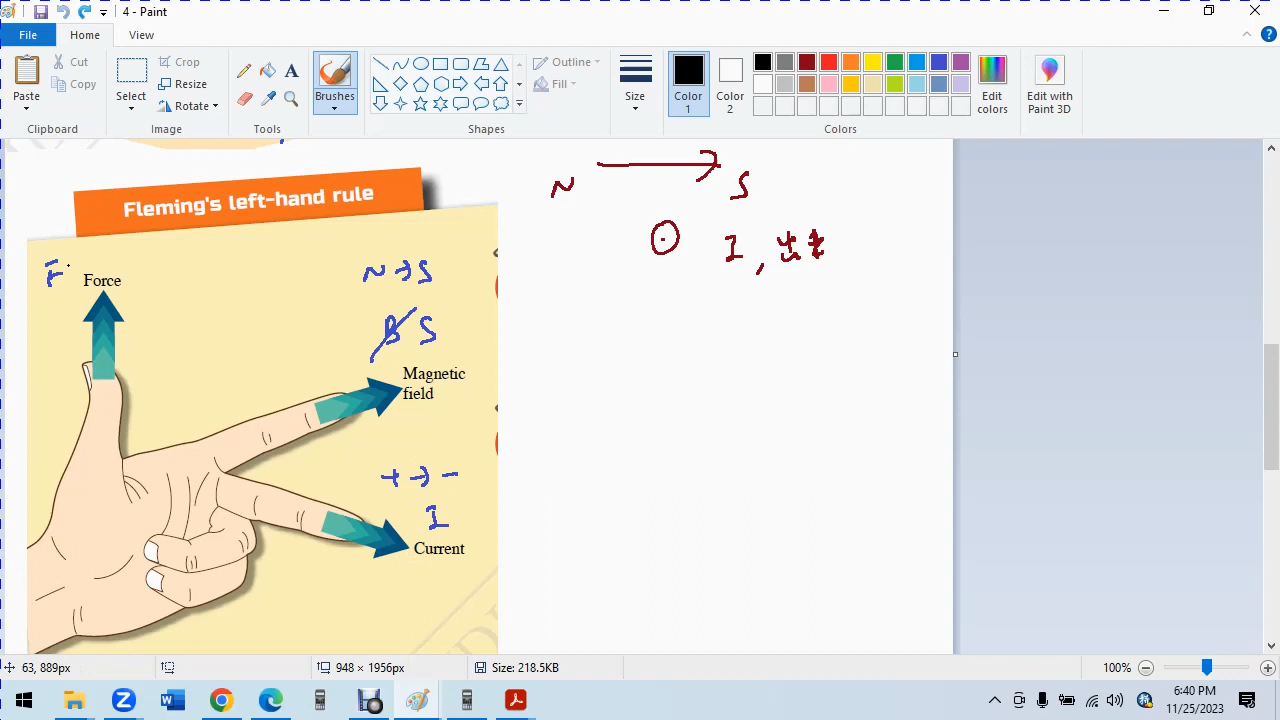 4 - Paint
File Home View
Paste Cut Copy
Clipboard
Select Crop Resize Rotate
Image
Tools
Brushes
Shapes
Outline Fill
Size
Color 1 Color 2
Edit colors
Colors
Edit with Paint 3D
N S
I,
Fleming's left-hand rule
F
Force
N → S
B S
Magnetic
field
+ → -
I
Current
63, 889px 948 × 1956px Size: 218.5KB 100%
6:40 PM
11/25/2023